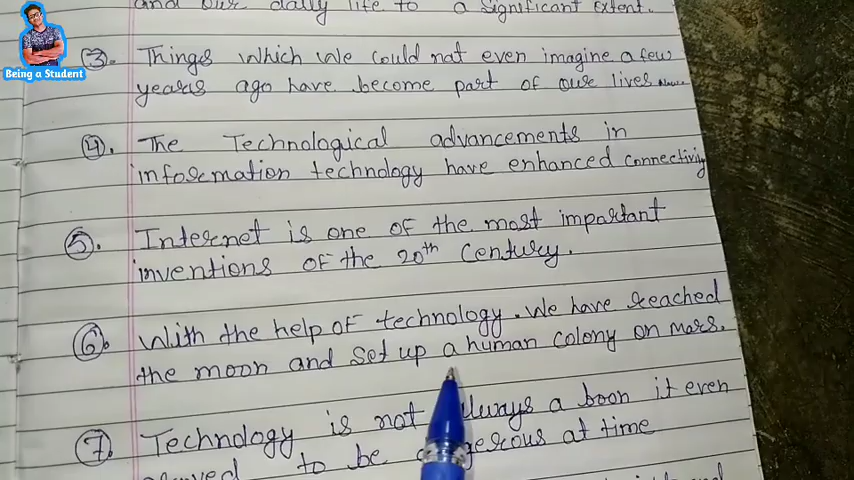 and our daily life to a significant extent.
Being a Student
3. Things which we could not even imagine a few
years ago have become part of our lives
4. The Technological advancements in
information technology have enhanced connectivity
5. Internet is one of the most important
inventions of the 20th Century.
6. With the help of technology. We have reached
the moon and set up a human colony on mars.
7. Technology is not always a boon it even
to be dangerous at time
and